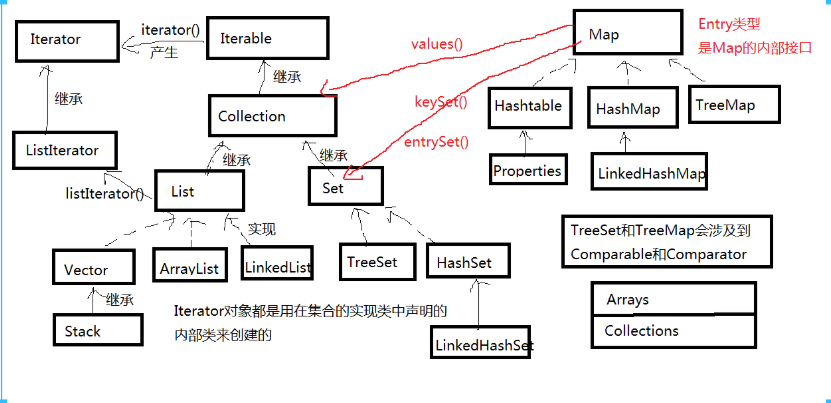 Iterator
iterator()
产生
Iterable
values()
Map
Entry类型
是Map的内部接口
继承
继承
Collection
keySet()
Hashtable
HashMap
TreeMap
ListIterator
继承
继承
entrySet()
listIterator()
List
Set
Properties
LinkedHashMap
实现
Vector
ArrayList
LinkedList
TreeSet
HashSet
TreeSet和TreeMap会涉及到
Comparable和Comparator
继承
Stack
Iterator对象都是用在集合的实现类中声明的
内部类来创建的
LinkedHashSet
Arrays
Collections